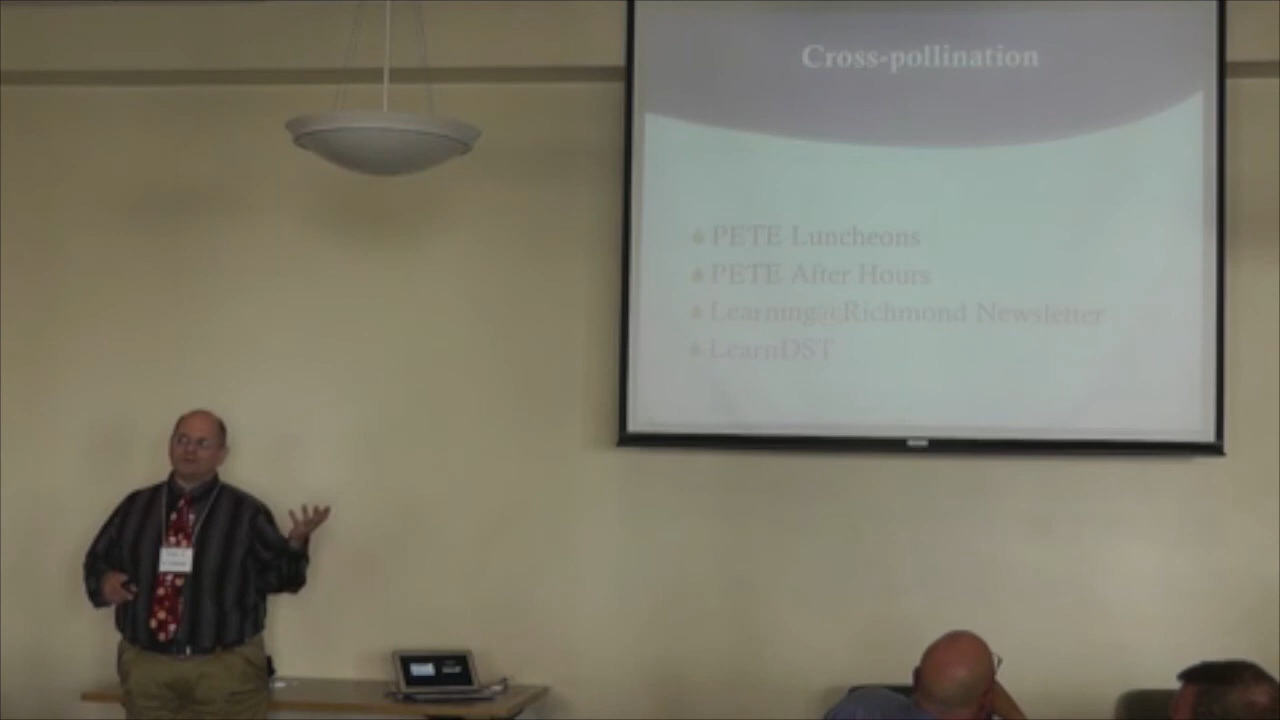 Cross-pollination
PETE Luncheons
PETE After Hours
Learning@Richmond Newsletter
LearnDST